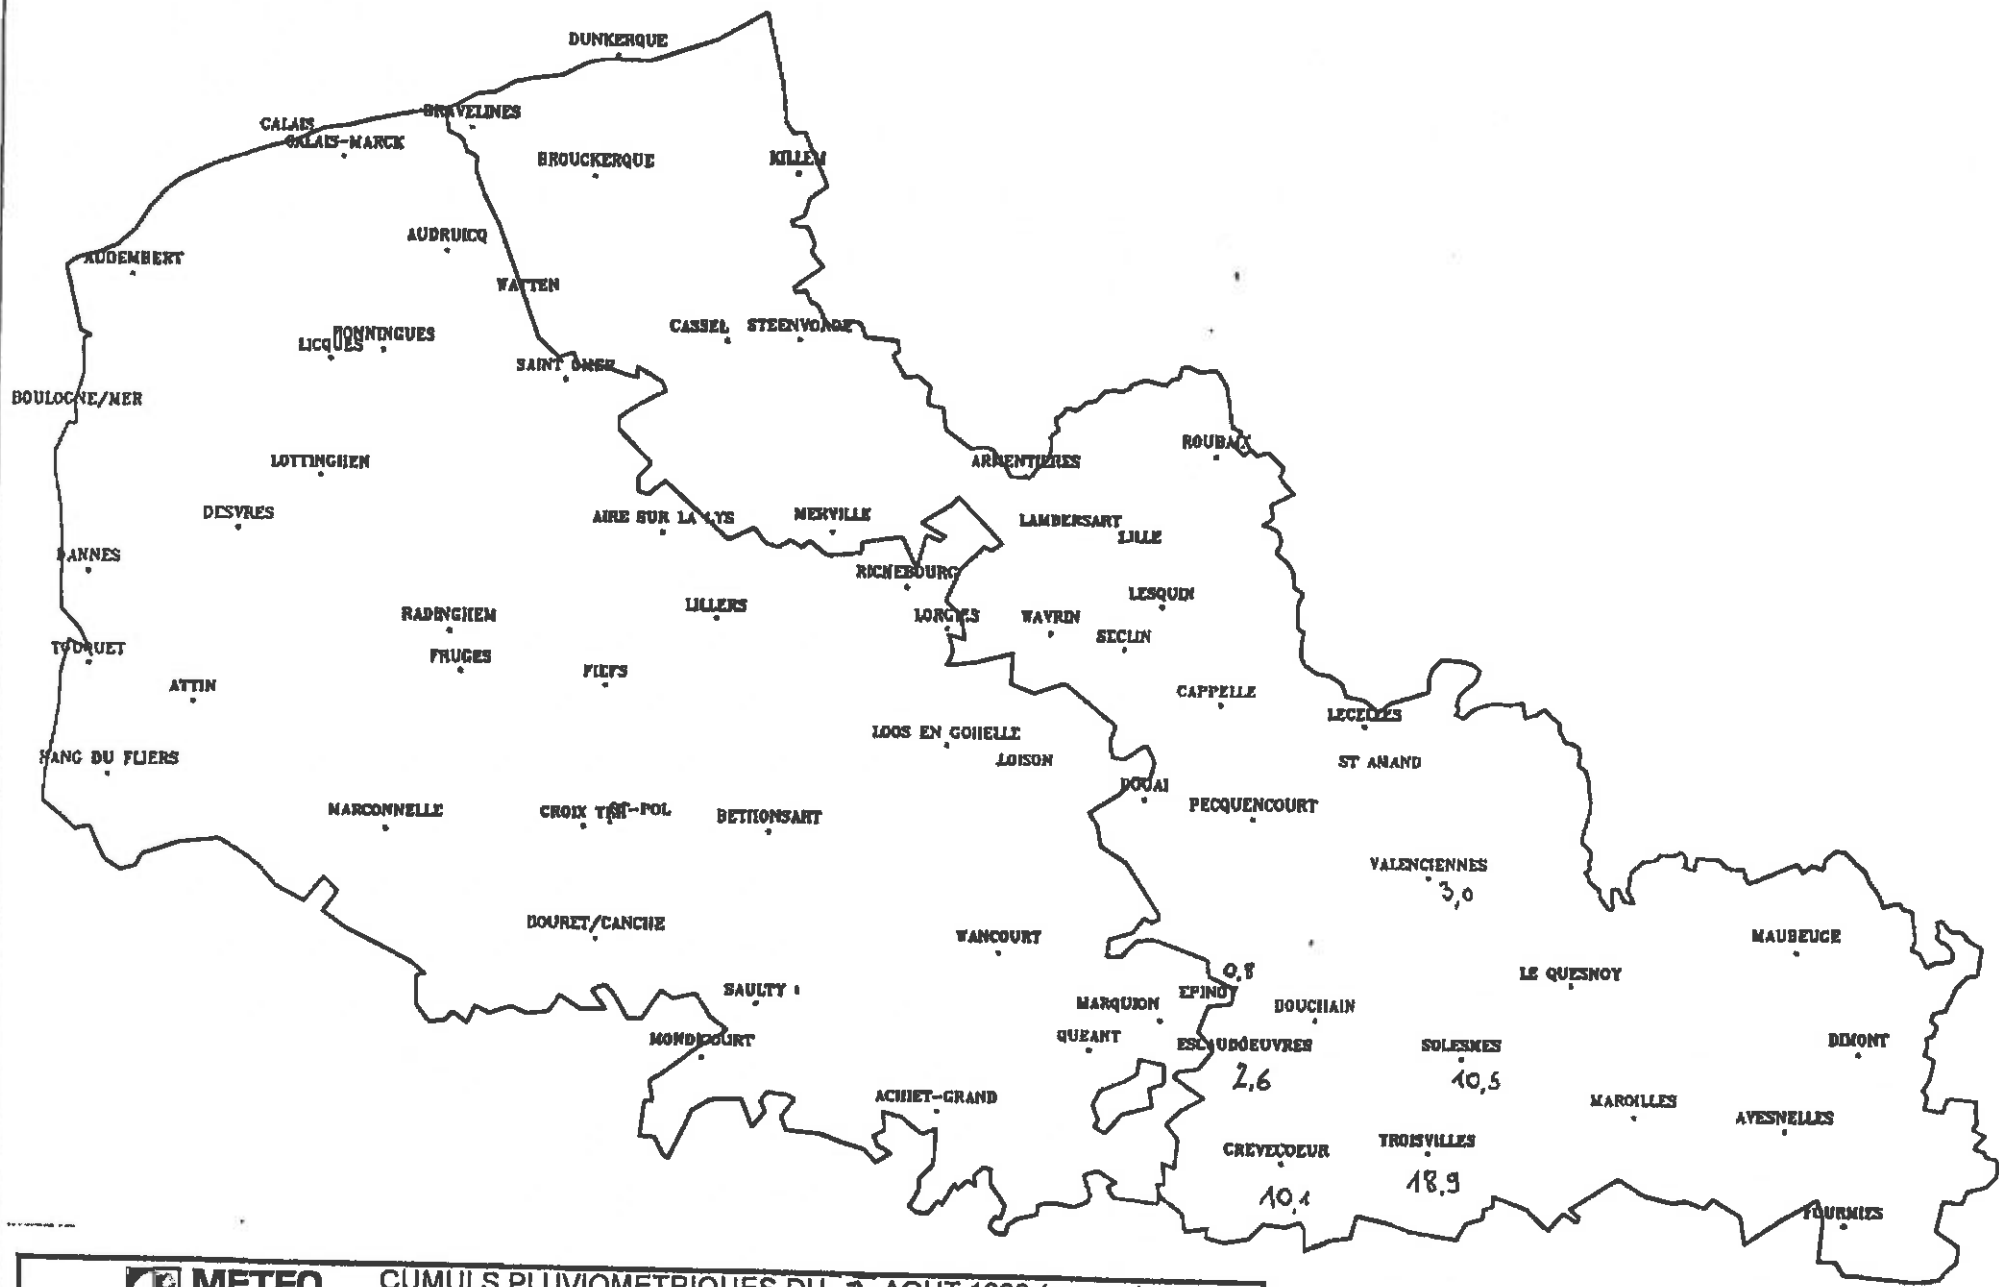 DUNKERQUE
GRAVELINES
CALAIS
CALAIS-MARCK
BROUCKERQUE
KILLEM
AUDRUICQ
AUDEMBERT
WATTEN
CASSEL STEENVORDE
BONNINGUES
LICQUES
SAINT OMER
BOULOGNE/MER
ROUBAIX
LOTTINGHEN
ARMENTIERES
DESVRES
AIRE SUR LA LYS
MERVILLE
LAMBERSART
LILLE
DANNES
RICHEBOURG
LESQUIN
LILLERS
RADINGHEM
LORGIES
WAVRIN
SECLIN
TOUQUET
FRUGES
FIEFS
ATTIN
CAPPELLE
LECELLES
LOOS EN GOHELLE
LOISON
RANG DU FLIERS
ST AMAND
DOUAI
PECQUENCOURT
MARCONNELLE
CROIX TER
ST-POL
BETHONSART
VALENCIENNES
3,0
BOURET/CANCHE
WANCOURT
MAUBEUGE
0,8
LE QUESNOY
SAULTY
EPINOY
MARQUION
BOUCHAIN
QUEANT
MONDICOURT
ESCAUDOEUVRES
2,6
SOLESMES
10,5
DIMONT
ACHIET-GRAND
MAROILLES
AVESNELLES
CREVECOEUR
10,1
TROISVILLES
18,9
FOURMIES
METEO
CUMULS PLUVIOMETRIQUES DU AOUT